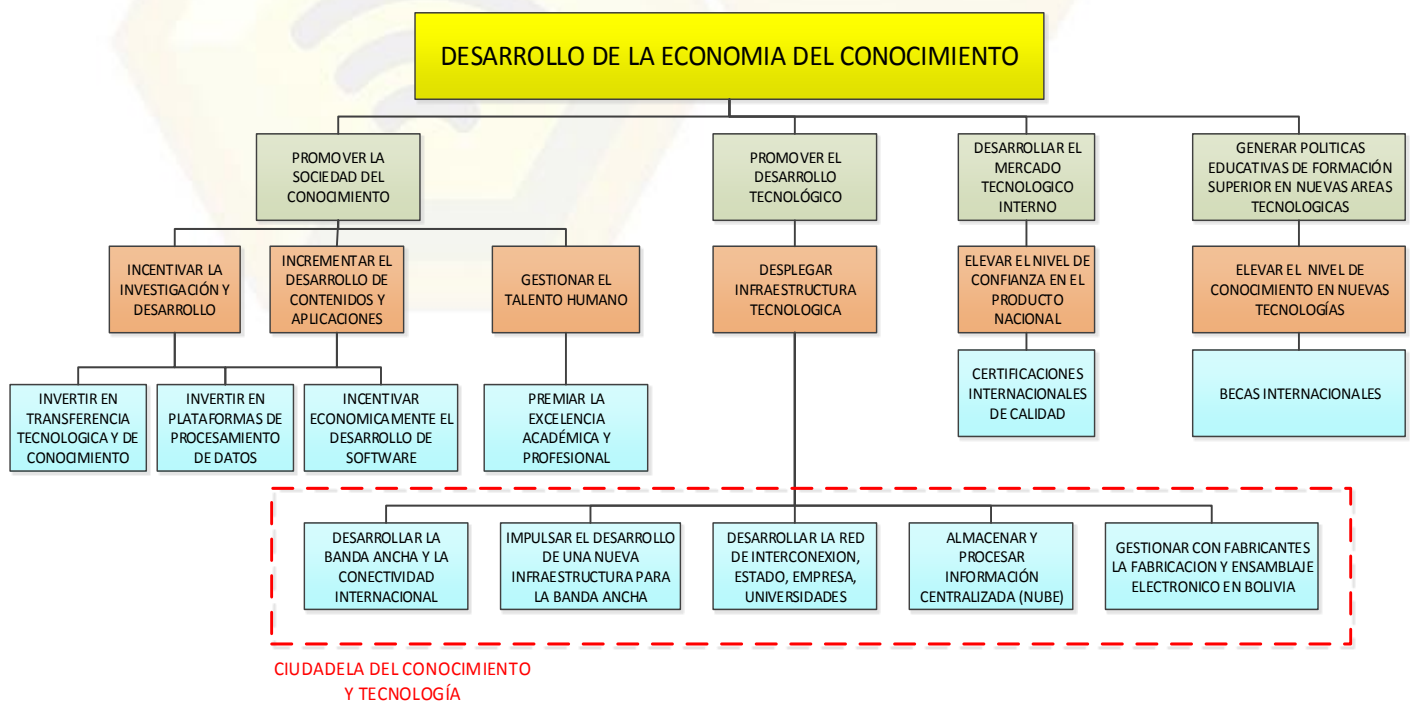 DESARROLLO DE LA ECONOMIA DEL CONOCIMIENTO
PROMOVER LA
SOCIEDAD DEL
CONOCIMIENTO
PROMOVER EL
DESARROLLO
TECNOLÓGICO
DESARROLLAR EL
MERCADO
TECNOLOGICO
INTERNO
GENERAR POLITICAS
EDUCATIVAS DE FORMACIÓN
SUPERIOR EN NUEVAS AREAS
TECNOLOGICAS
INCENTIVAR LA
INVESTIGACIÓN Y
DESARROLLO
INCREMENTAR EL
DESARROLLO DE
CONTENIDOS Y
APLICACIONES
GESTIONAR EL
TALENTO HUMANO
DESPLEGAR
INFRAESTRUCTURA
TECNOLOGICA
ELEVAR EL NIVEL DE
CONFIANZA EN EL
PRODUCTO
NACIONAL
ELEVAR EL NIVEL DE
CONOCIMIENTO EN NUEVAS
TECNOLOGÍAS
INVERTIR EN
TRANSFERENCIA
TECNOLOGICA Y DE
CONOCIMIENTO
INVERTIR EN
PLATAFORMAS DE
PROCESAMIENTO
DE DATOS
INCENTIVAR
ECONOMICAMENTE EL
DESARROLLO DE
SOFTWARE
PREMIAR LA
EXCELENCIA
ACADÉMICA Y
PROFESIONAL
CERTIFICACIONES
INTERNACIONALES
DE CALIDAD
BECAS INTERNACIONALES
DESARROLLAR LA
BANDA ANCHA Y LA
CONECTIVIDAD
INTERNACIONAL
IMPULSAR EL DESARROLLO
DE UNA NUEVA
INFRAESTRUCTURA PARA
LA BANDA ANCHA
DESARROLLAR LA RED
DE INTERCONEXION,
ESTADO, EMPRESA,
UNIVERSIDADES
ALMACENAR Y
PROCESAR
INFORMACIÓN
CENTRALIZADA (NUBE)
GESTIONAR CON FABRICANTES
LA FABRICACION Y ENSAMBLAJE
ELECTRONICO EN BOLIVIA
CIUDADELA DEL CONOCIMIENTO
Y TECNOLOGÍA